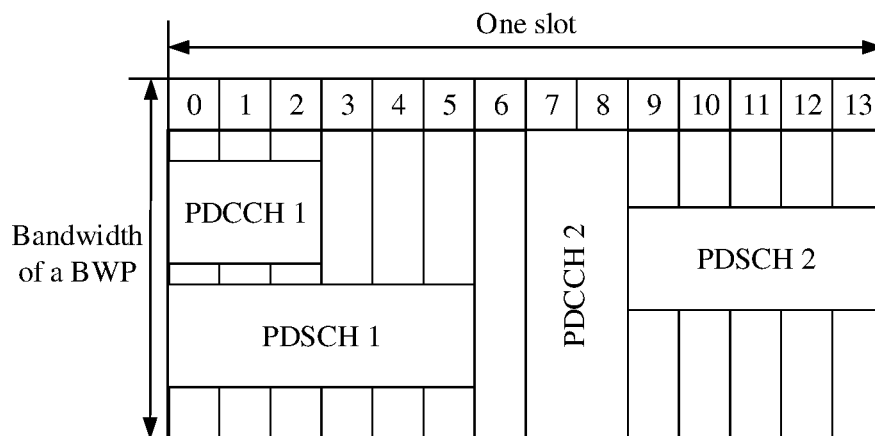 One slot
0 1 2 3 4 5 6 7 8 9 10 11 12 13
PDCCH 1
Bandwidth
of a BWP
PDCCH 2
PDSCH 2
PDSCH 1